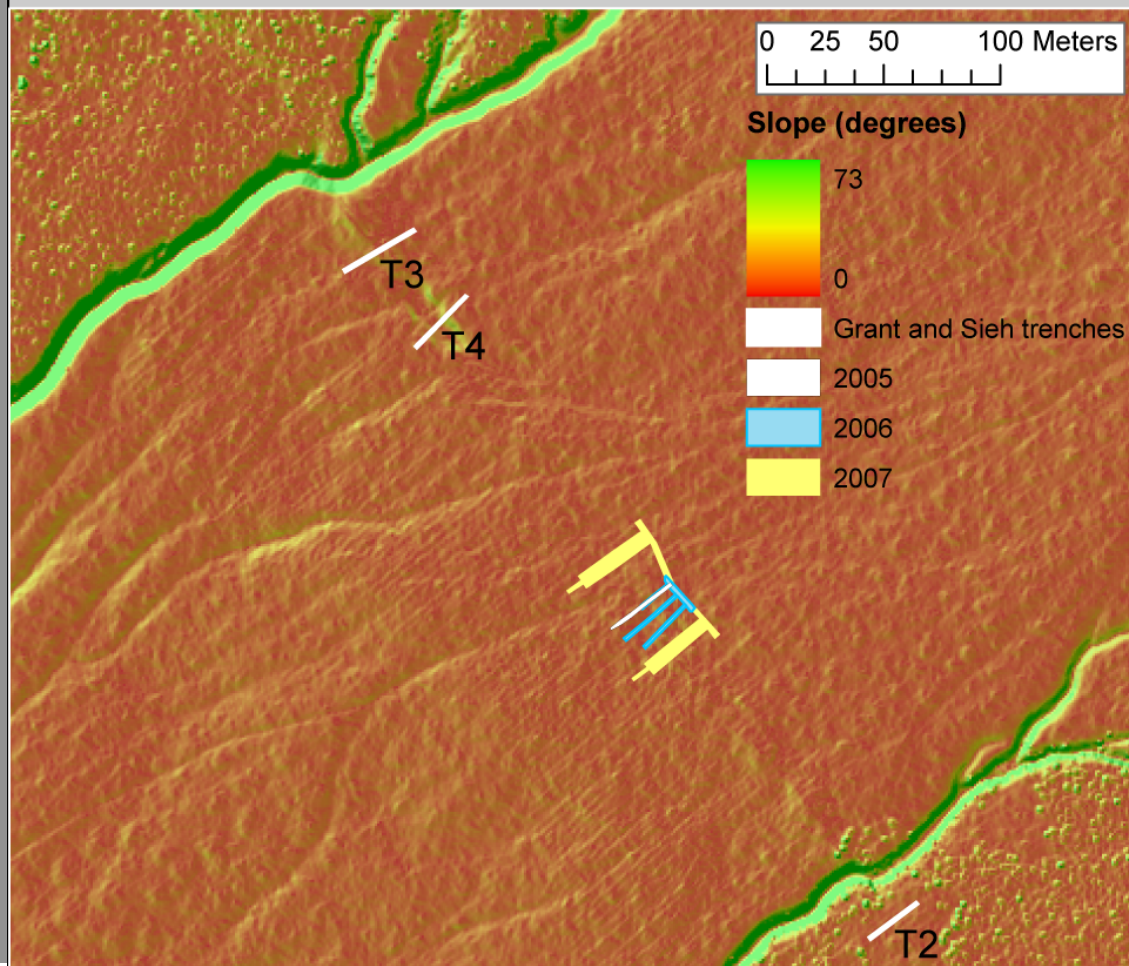 0 25 50 100 Meters
Slope (degrees)
73
0
Grant and Sieh trenches
2005
2006
2007
T3
T4
T2